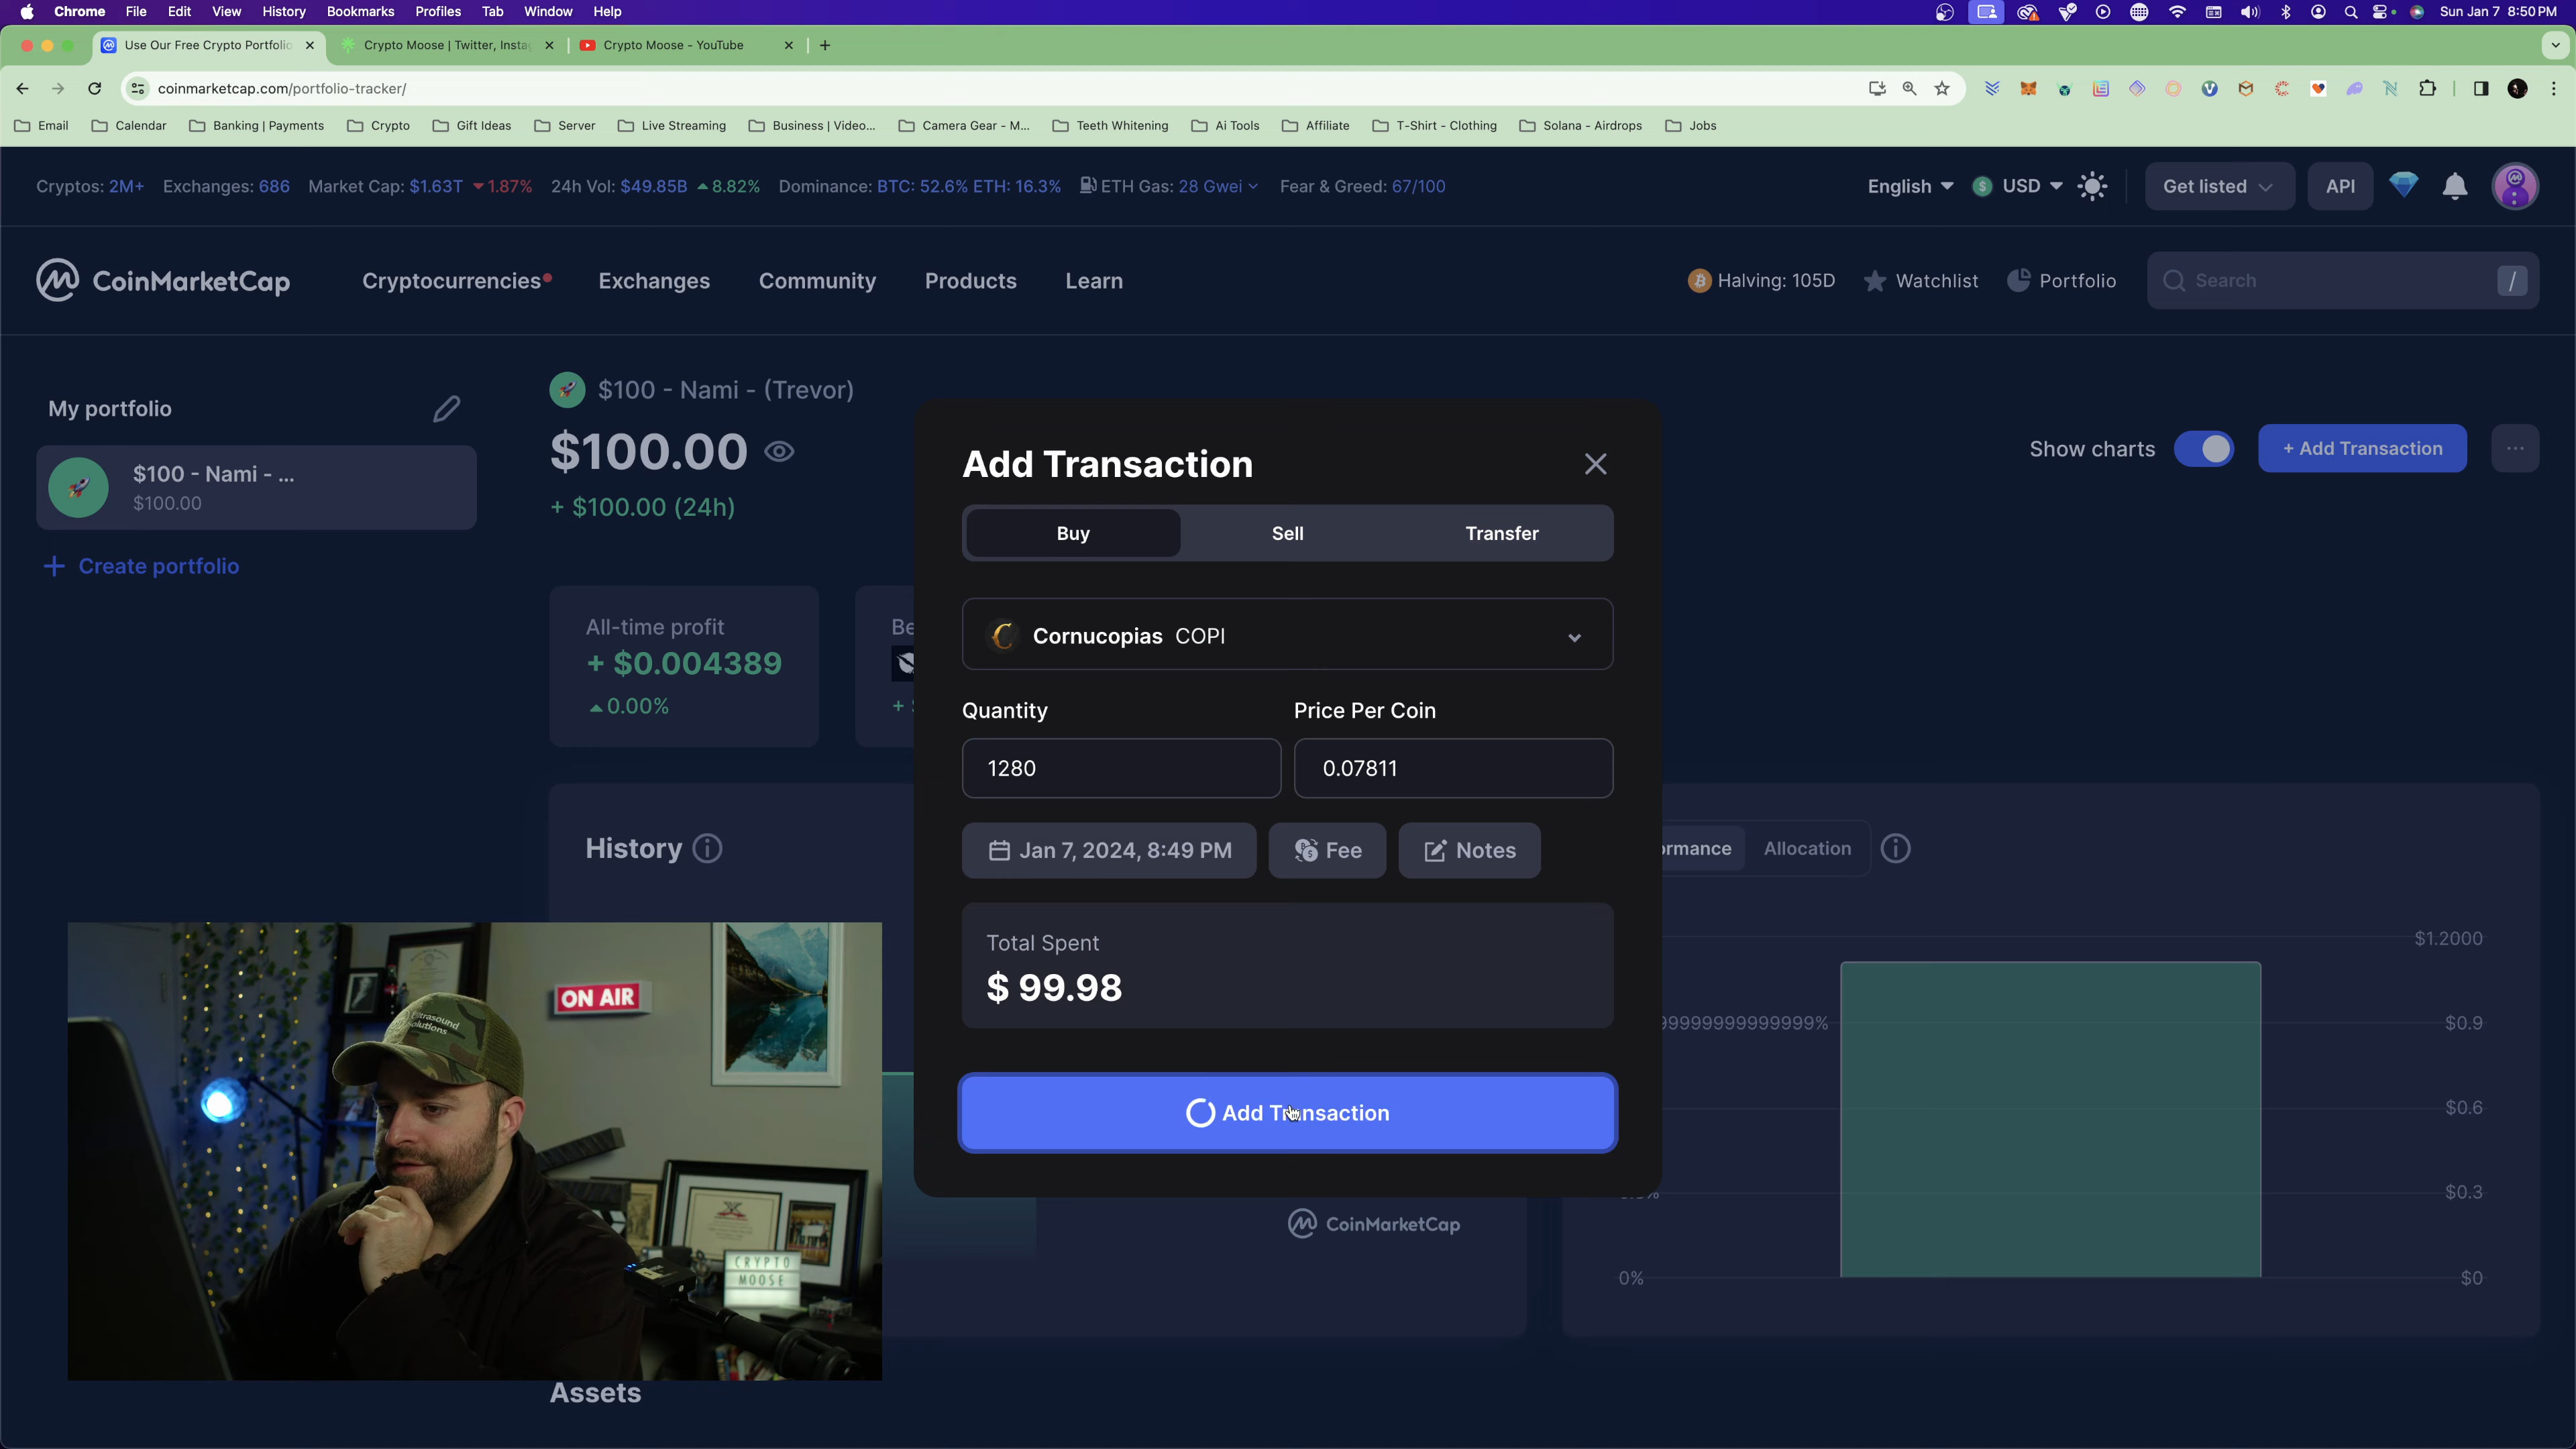 Chrome File Edit View History Bookmarks Profiles Tab Window Help
Sun Jan 7 8:50 PM
Use Our Free Crypto Portfolio
Crypto Moose | Twitter, Insta
Crypto Moose - YouTube
coinmarketcap.com/portfolio-tracker/
Email Calendar Banking | Payments Crypto Gift Ideas Server Live Streaming Business | Video... Camera Gear - M... Teeth Whitening Ai Tools Affiliate T-Shirt - Clothing Solana - Airdrops Jobs
Cryptos: 2M+ Exchanges: 686 Market Cap: $1.63T 1.87% 24h Vol: $49.85B 8.82% Dominance: BTC: 52.6% ETH: 16.3% ETH Gas: 28 Gwei Fear & Greed: 67/100
English USD Get listed API
CoinMarketCap
Cryptocurrencies Exchanges Community Products Learn
Halving: 105D Watchlist Portfolio Search /
My portfolio
$100 - Nami - ...
$100.00
+ Create portfolio
$100 - Nami - (Trevor)
$100.00
+ $100.00 (24h)
Show charts
+ Add Transaction
All-time profit
+ $0.004389
0.00%
Be
+
History
Add Transaction
Buy Sell Transfer
Cornucopias COPI
Quantity Price Per Coin
1280 0.07811
Jan 7, 2024, 8:49 PM Fee Notes
Total Spent
$ 99.98
Add Transaction
CoinMarketCap
ormance Allocation
$1.2000
99999999999999% $0.9
$0.6
$0.3
0% $0
ON AIR
Solutions
CRYPTO
MOOSE
Assets